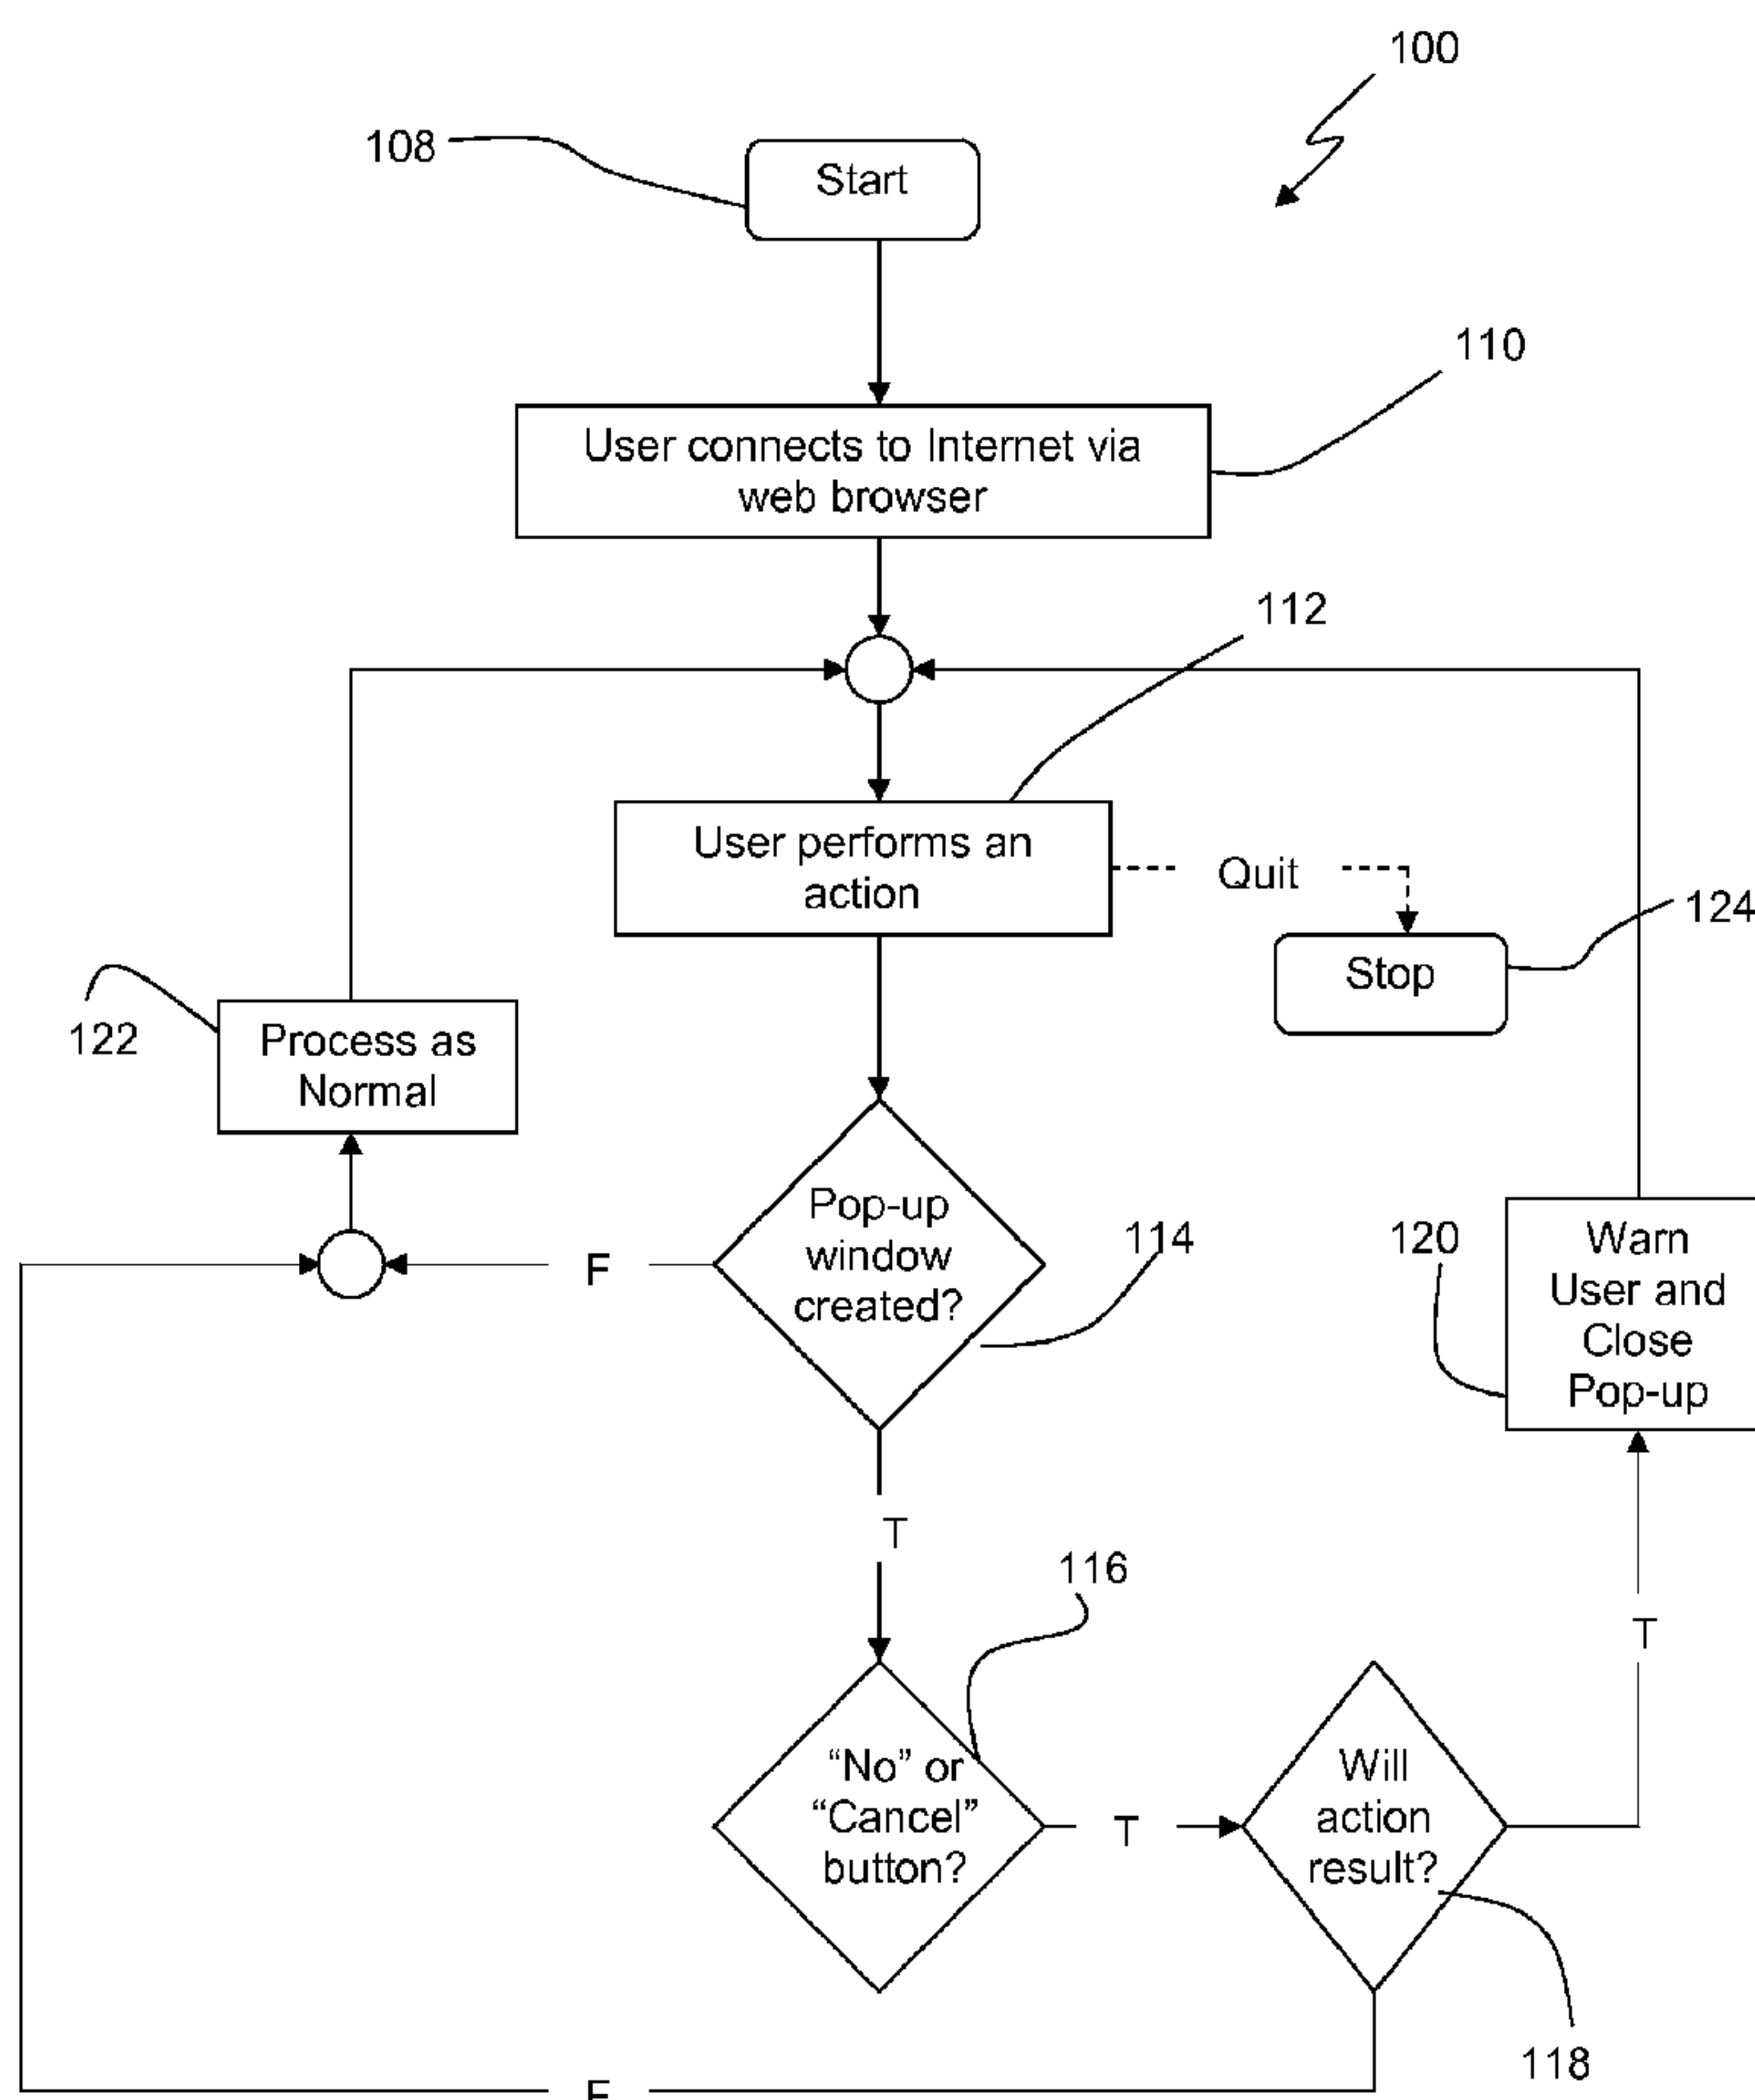 100
108
Start
110
User connects to Internet via
web browser
112
User performs an
action
Quit
124
Stop
122
Process as
Normal
Pop-up
window
created?
114
F
120
Warn
User and
Close
Pop-up
T
116
T
"No" or
"Cancel"
button?
T
Will
action
result?
118
F